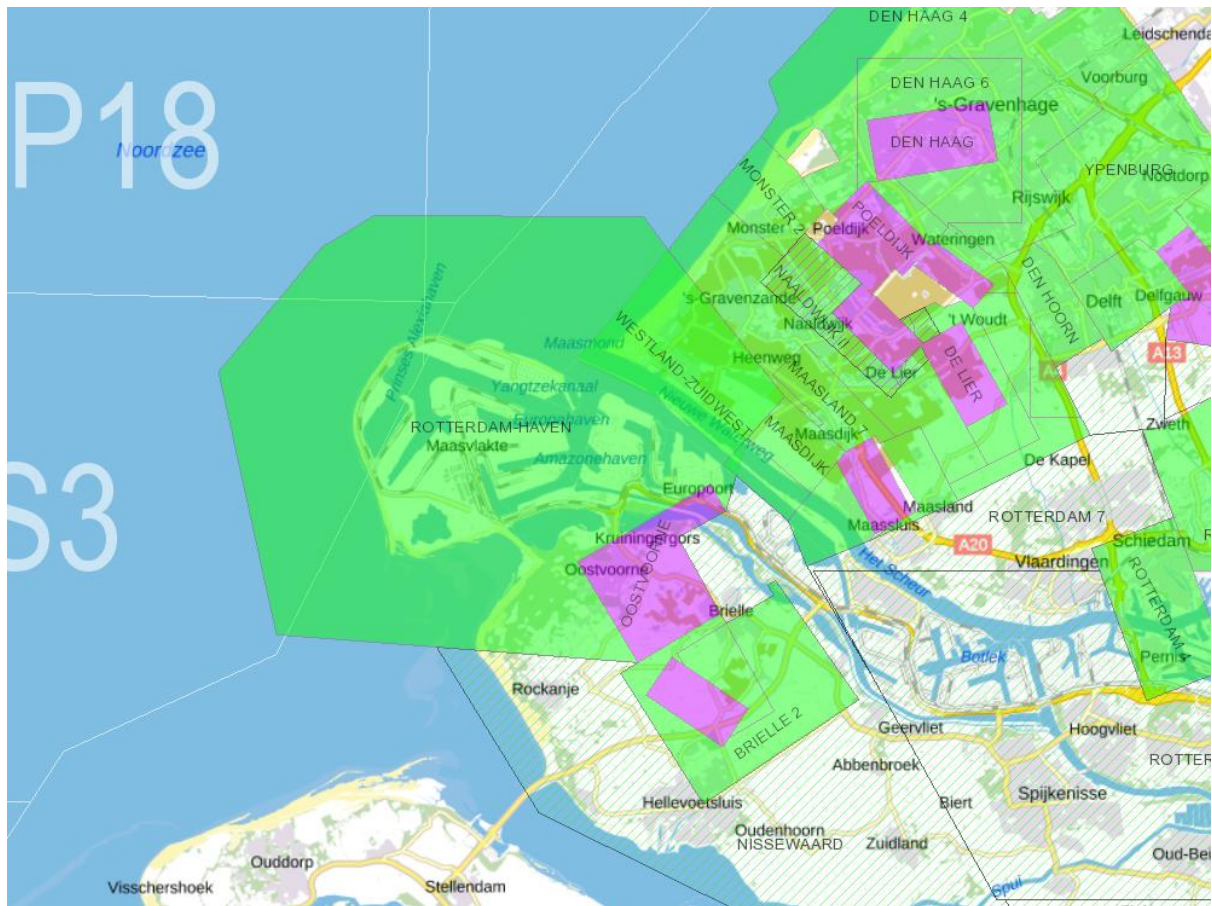 DEN HAAG 4
Leidschenda
Voorburg
P18
DEN HAAG 6
's-Gravenhage
Noordzee
DEN HAAG
YPENBURG
Nootdorp
MONSTER 2
Rijswijk
Monster
Poeldijk
POELDIJK
Wateringen
Prinses Alexiahaven
NAALDWIJK II
DEN HOORN
's-Gravenzande
Delft
Delfgauw
Naaldwijk
't Woudt
Maasmond
WESTLAND-ZUIDWEST
Heenweg
De Lier
DE LIER
A4
A13
Yangtzekanaal
MAASLAND 7
Nieuwe Waterweg
Europahaven
ROTTERDAM-HAVEN
Maasvlakte
MAASDIJK
Maasdijk
Zweth
Amazonehaven
De Kapel
S3
Europoort
Maasland
ROTTERDAM 7
Maassluis
Kruiningergors
OOSTVOORNE
A20
Schiedam
Vlaardingen
Oostvoorne
Het Scheur
ROTTERDAM
Brielle
Botlek
Pernis
Rockanje
BRIELLE 2
Geervliet
Hoogvliet
Abbenbroek
ROTTER
Hellevoetsluis
Biert
Spijkenisse
Oudenhoorn
NISSEWAARD
Zuidland
Oud-Bei
Ouddorp
Visschershoek
Stellendam
Spui